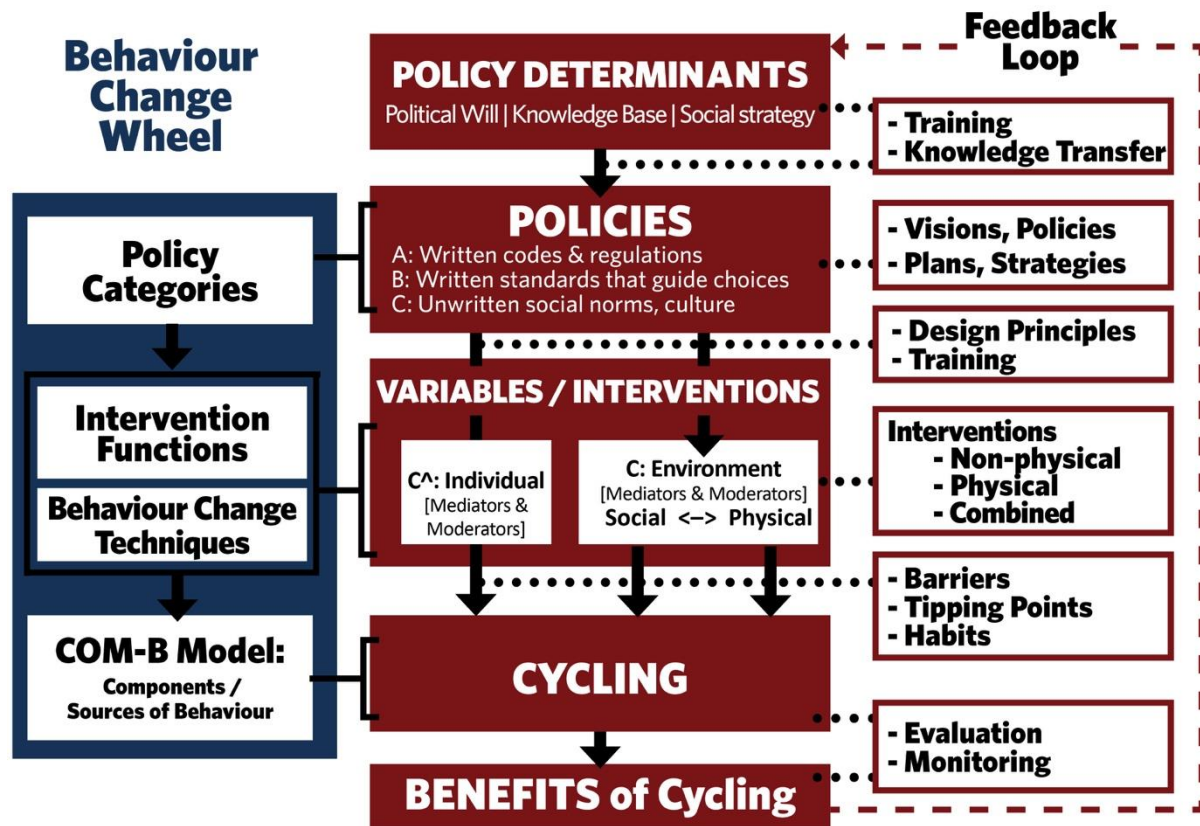 Behaviour
Change
Wheel
Policy
Categories
Intervention
Functions
Behaviour Change
Techniques
COM-B Model:
Components /
Sources of Behaviour
POLICY DETERMINANTS
Political Will | Knowledge Base | Social strategy
POLICIES
A: Written codes & regulations
B: Written standards that guide choices
C: Unwritten social norms, culture
VARIABLES / INTERVENTIONS
C^: Individual
[Mediators &
Moderators]
C: Environment
[Mediators & Moderators]
Social <-> Physical
CYCLING
BENEFITS of Cycling
Feedback
Loop
- Training
- Knowledge Transfer
- Visions, Policies
- Plans, Strategies
- Design Principles
- Training
Interventions
- Non-physical
- Physical
- Combined
- Barriers
- Tipping Points
- Habits
- Evaluation
- Monitoring